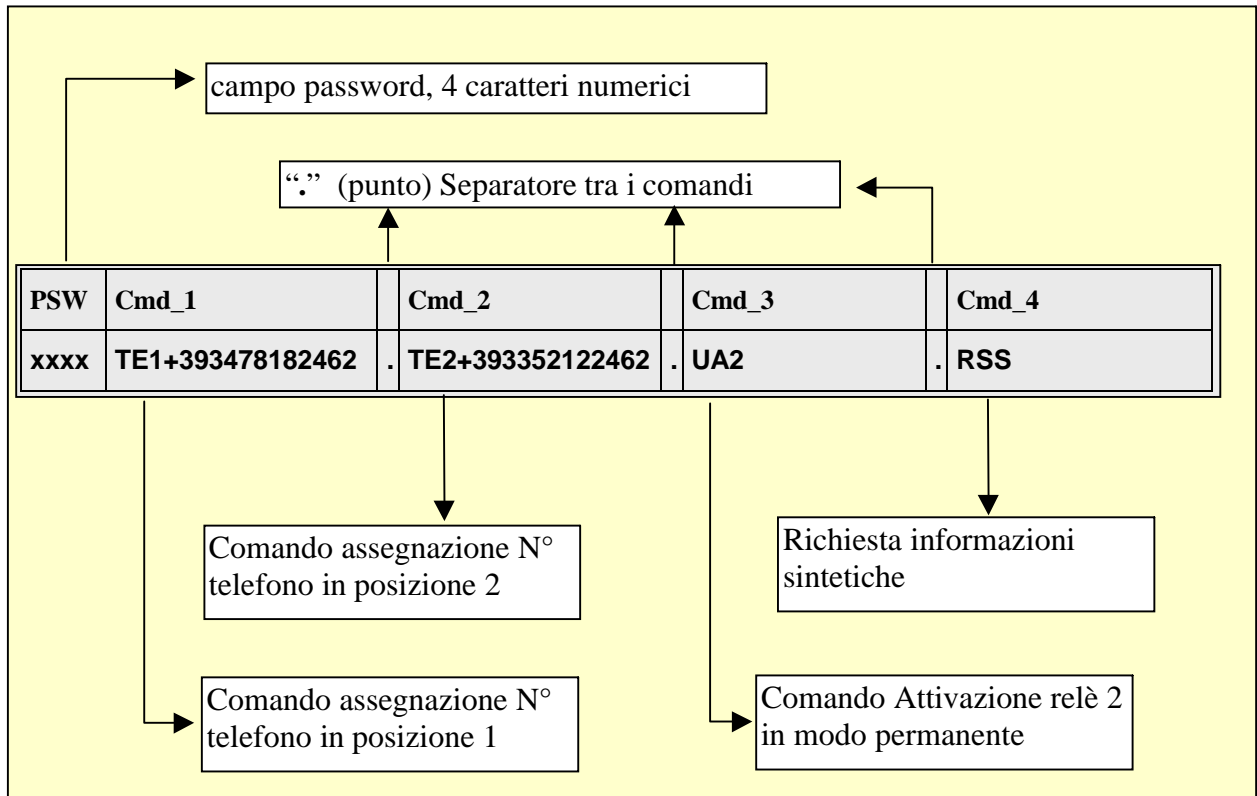 campo password, 4 caratteri numerici
“.” (punto) Separatore tra i comandi
PSW Cmd_1 Cmd_2 Cmd_3 Cmd_4
xxxx TE1+393478182462 . TE2+393352122462 . UA2 . RSS
Comando assegnazione N°
telefono in posizione 2
Richiesta informazioni
sintetiche
Comando assegnazione N°
telefono in posizione 1
Comando Attivazione relè 2
in modo permanente